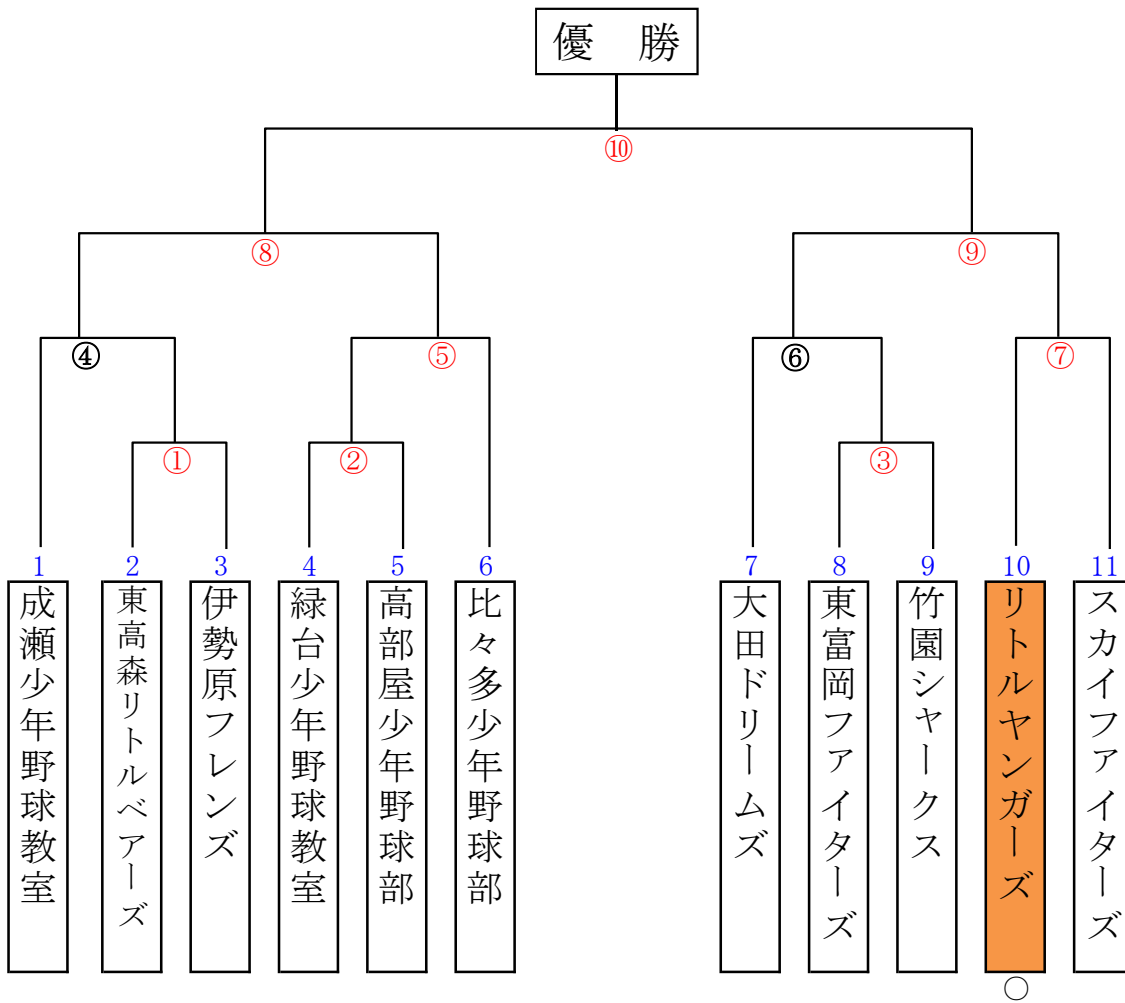 優　勝
⑩
⑧
⑨
④
⑤
⑥
⑦
①
②
③
1
2
3
4
5
6
7
8
9
10
11
成瀬少年野球教室
東高森リトルベアーズ
伊勢原フレンズ
緑台少年野球教室
高部屋少年野球部
比々多少年野球部
大田ドリームズ
東富岡ファイターズ
竹園シャークス
リトルヤンガーズ
スカイファイターズ
○